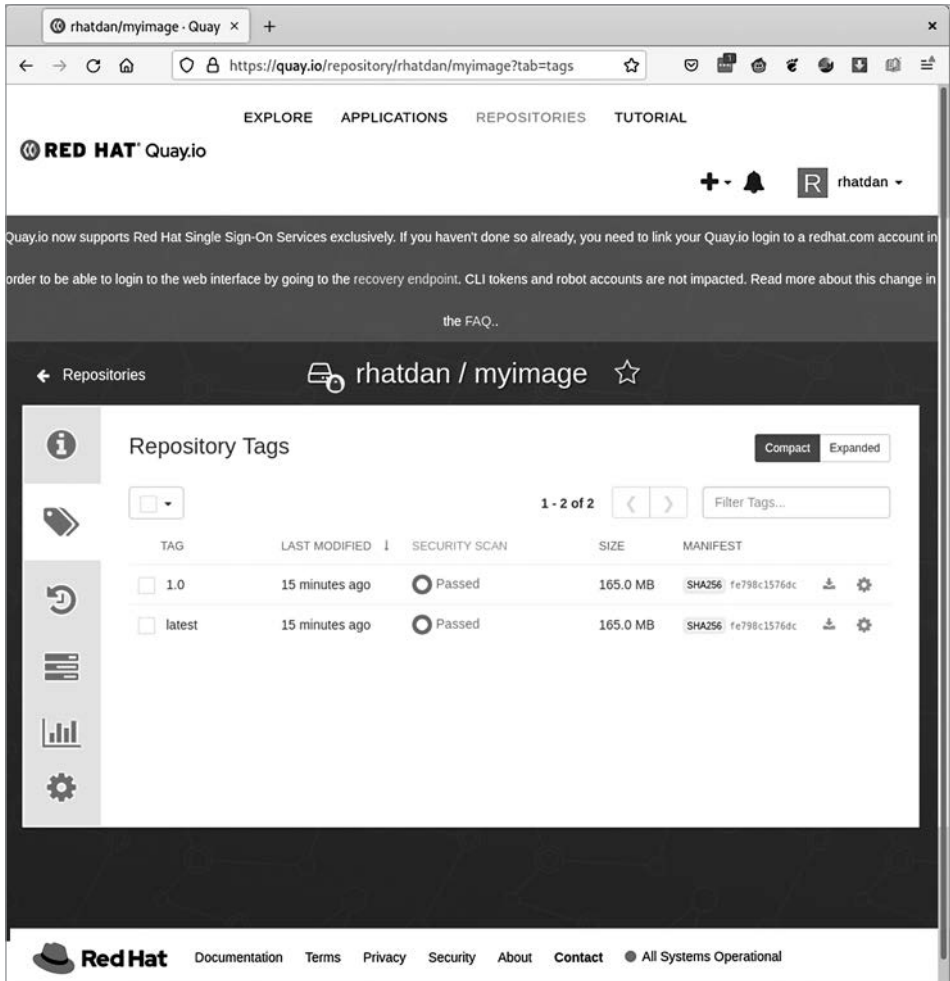 rhatdan/myimage · Quay × + ×
https://quay.io/repository/rhatdan/myimage?tab=tags
EXPLORE APPLICATIONS REPOSITORIES TUTORIAL
RED HAT® Quay.io
R rhatdan
Quay.io now supports Red Hat Single Sign-On Services exclusively. If you haven't done so already, you need to link your Quay.io login to a redhat.com account in
order to be able to login to the web interface by going to the recovery endpoint. CLI tokens and robot accounts are not impacted. Read more about this change in
the FAQ..
Repositories rhatdan / myimage
Repository Tags Compact Expanded
1 - 2 of 2 Filter Tags...
TAG LAST MODIFIED SECURITY SCAN SIZE MANIFEST
1.0 15 minutes ago Passed 165.0 MB SHA256 fe798c1576dc
latest 15 minutes ago Passed 165.0 MB SHA256 fe798c1576dc
Red Hat Documentation Terms Privacy Security About Contact All Systems Operational